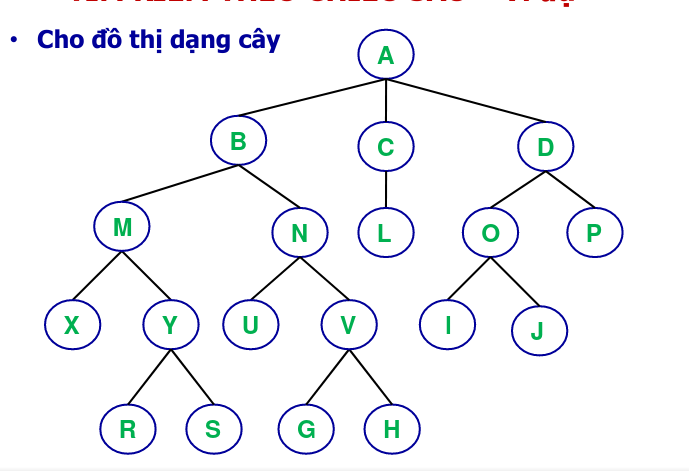 • Cho đồ thị dạng cây
A
B C D
M N L O P
X Y U V I J
R S G H